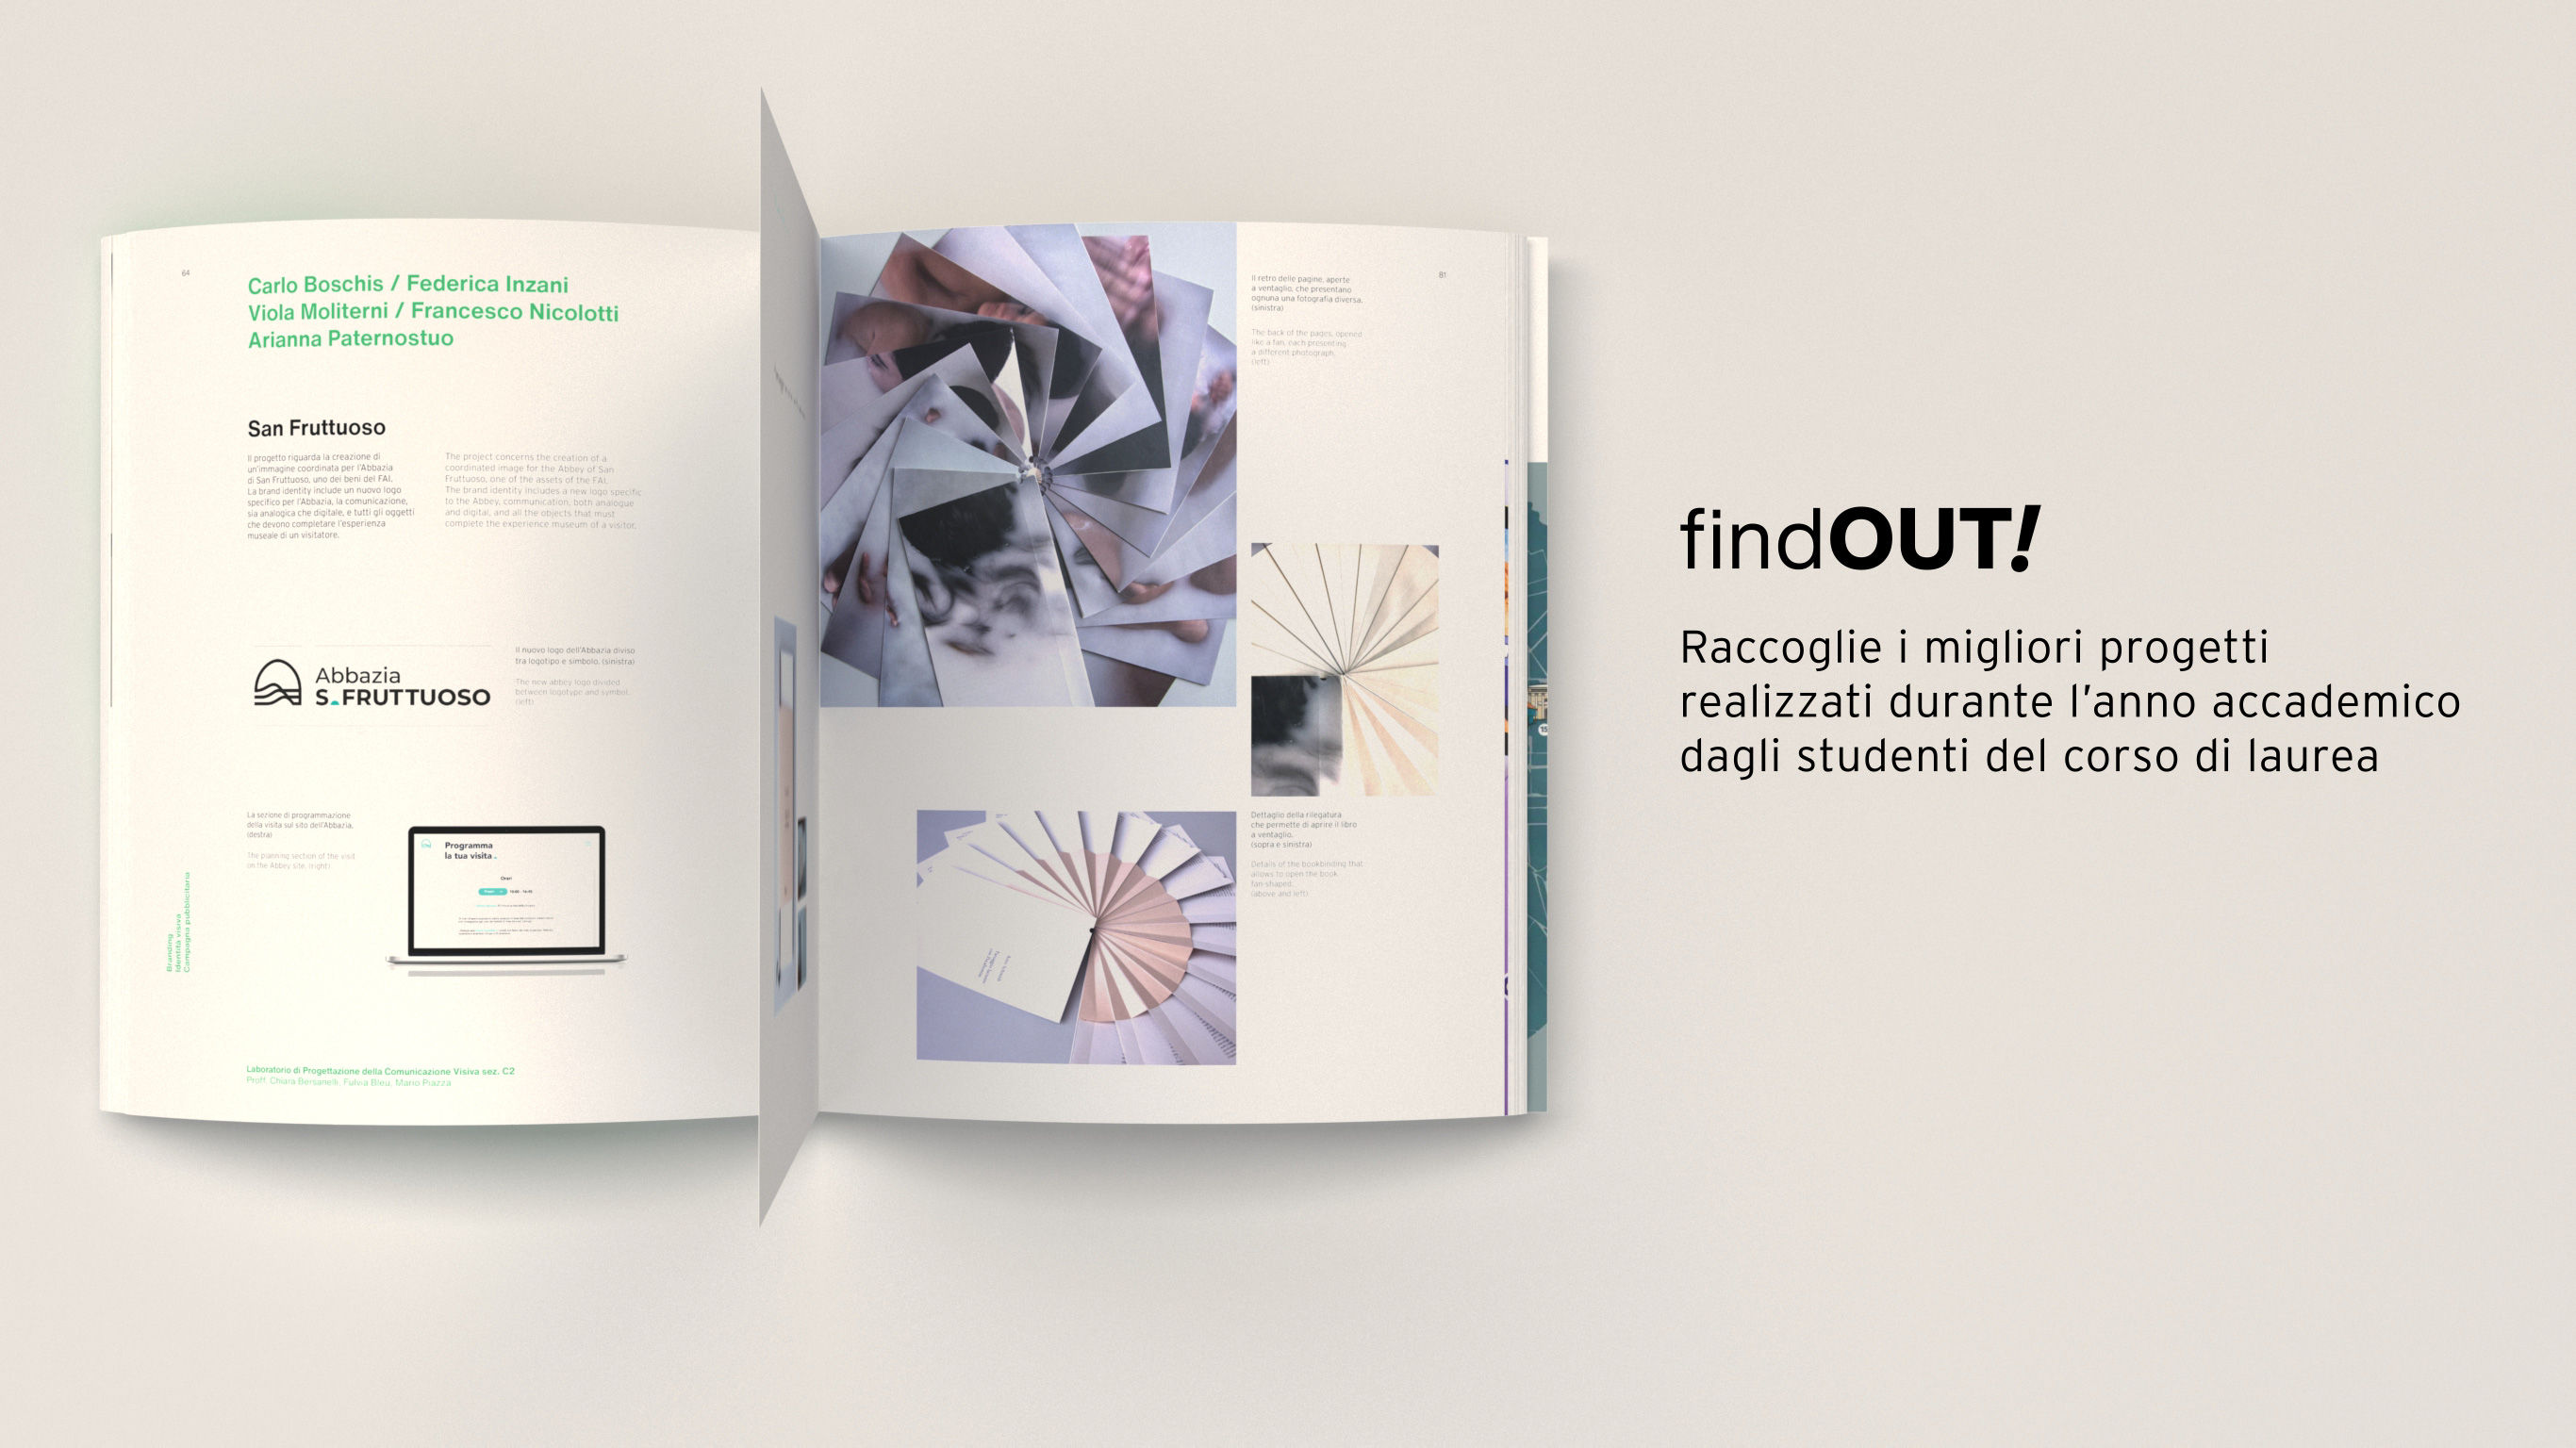 64
Carlo Boschis / Federica Inzani
Viola Moliterni / Francesco Nicolotti
Arianna Paternostuo
San Fruttuoso
Il progetto riguarda la creazione di
un'immagine coordinata per l'Abbazia
di San Fruttuoso, uno dei beni del FAI.
La brand identity include un nuovo logo
specifico per l'Abbazia, la comunicazione,
sia analogica che digitale, e tutti gli oggetti
che devono completare l'esperienza
museale di un visitatore.
The project concerns the creation of a
coordinated image for the Abbey of San
Fruttuoso, one of the assets of the FAI.
The brand identity includes a new logo specific
to the Abbey, communication, both analogue
and digital, and all the objects that must
complete the experience museum of a visitor.
Abbazia
S.FRUTTUOSO
Il nuovo logo dell'Abbazia diviso
tra logotipo e simbolo. (sinistra)
The new abbey logo divided
between logotype and symbol.
(left)
La sezione di programmazione
della visita sul sito dell'Abbazia.
(destra)
The planning section of the visit
on the Abbey site. (right)
Programma
la tua visita
Orari
Branding
Identità visiva
Campagna pubblicitaria
Laboratorio di Progettazione della Comunicazione Visiva sez. C2
Proff. Chiara Bersanelli, Fulvia Bleu, Mario Piazza
Il retro delle pagine, aperte
a ventaglio, che presentano
ognuna una fotografia diversa.
(sinistra)
The back of the pages, opened
like a fan, each presenting
a different photograph.
(left)
81
Dettaglio della rilegatura
che permette di aprire il libro
a ventaglio.
(sopra e sinistra)
Details of the bookbinding that
allows to open the book
fan-shaped.
(above and left)
findOUT!
Raccoglie i migliori progetti
realizzati durante l'anno accademico
dagli studenti del corso di laurea